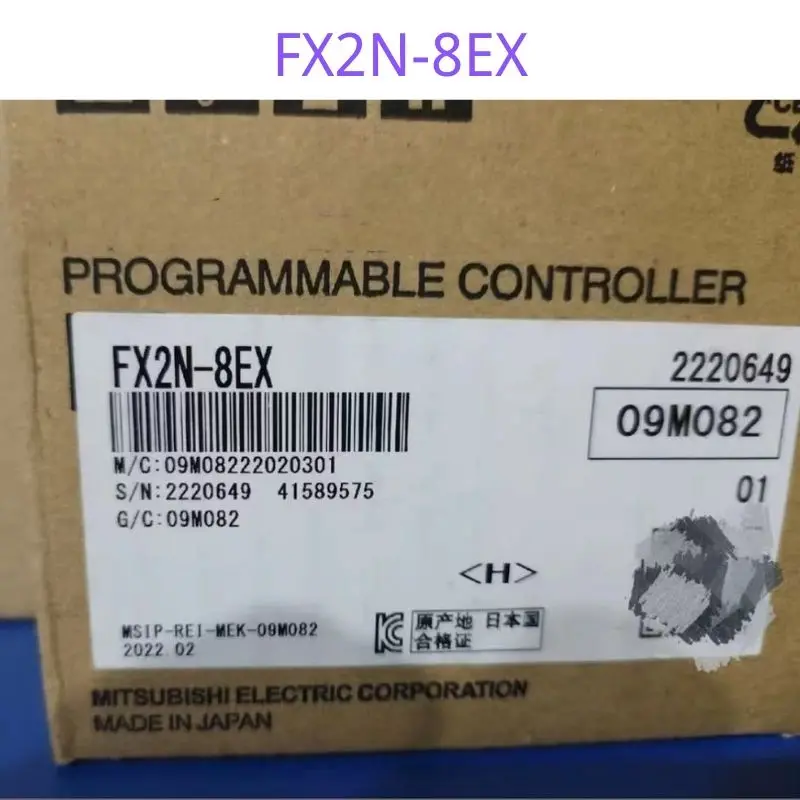 FX2N-8EX
纸
PROGRAMMABLE CONTROLLER
FX2N-8EX
2220649
09M082
M/C:09M08222020301
S/N:2220649 41589575
G/C:09M082
01
<H>
MSIP-REI-MEK-09M082
2022.02
原产地 日本国
合格证
MITSUBISHI ELECTRIC CORPORATION
MADE IN JAPAN